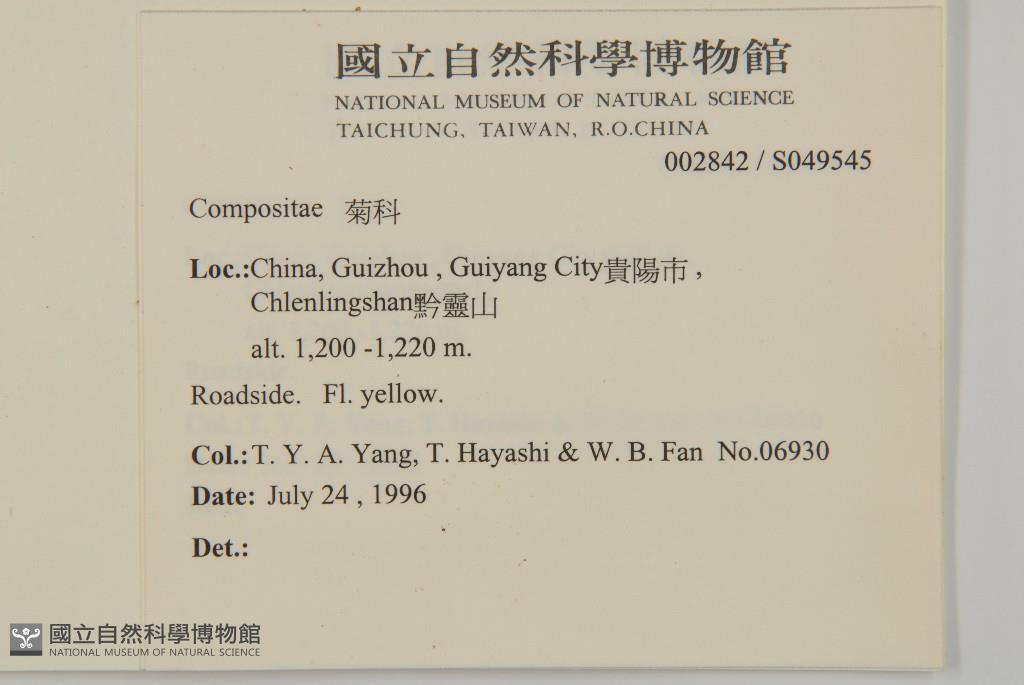 國立自然科學博物館
NATIONAL MUSEUM OF NATURAL SCIENCE
TAICHUNG, TAIWAN, R.O.CHINA
002842 / S049545
Compositae 菊科
Loc.:China, Guizhou , Guiyang City貴陽市 ,
Chlenlingshan黔靈山
alt. 1,200 -1,220 m.
Roadside. Fl. yellow.
Col.:T. Y. A. Yang, T. Hayashi & W. B. Fan No.06930
Date: July 24 , 1996
Det.:
國立自然科學博物館
NATIONAL MUSEUM OF NATURAL SCIENCE